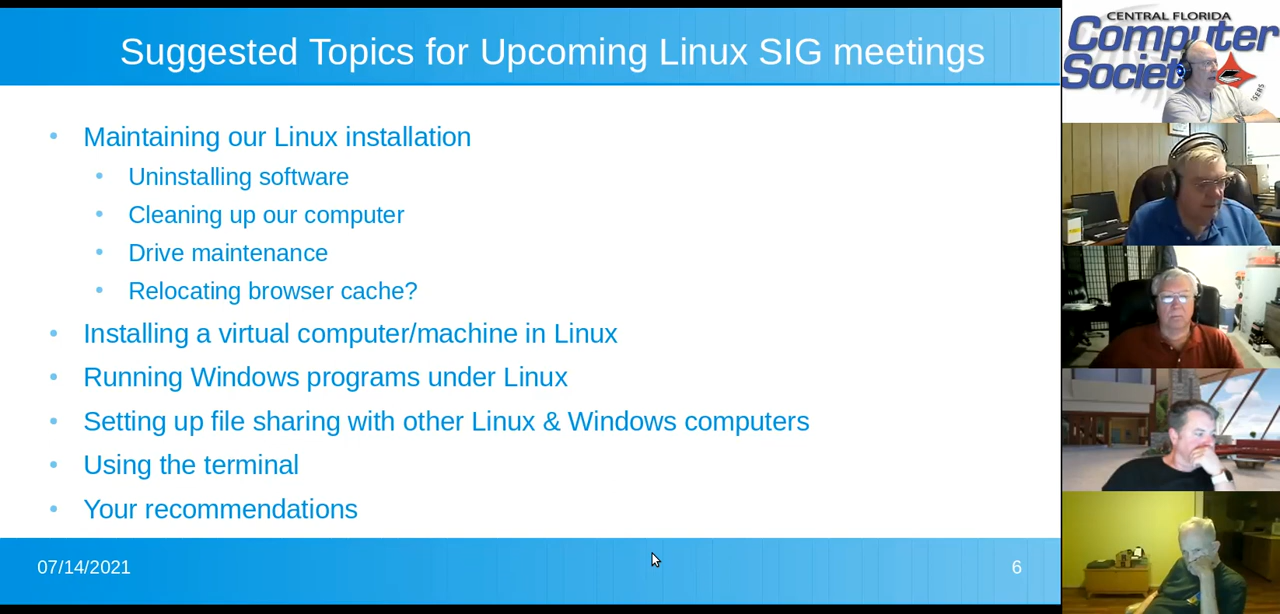 Suggested Topics for Upcoming Linux SIG meetings
• Maintaining our Linux installation
• Uninstalling software
• Cleaning up our computer
• Drive maintenance
• Relocating browser cache?
• Installing a virtual computer/machine in Linux
• Running Windows programs under Linux
• Setting up file sharing with other Linux & Windows computers
• Using the terminal
• Your recommendations
07/14/2021
6
CENTRAL FLORIDA
Computer